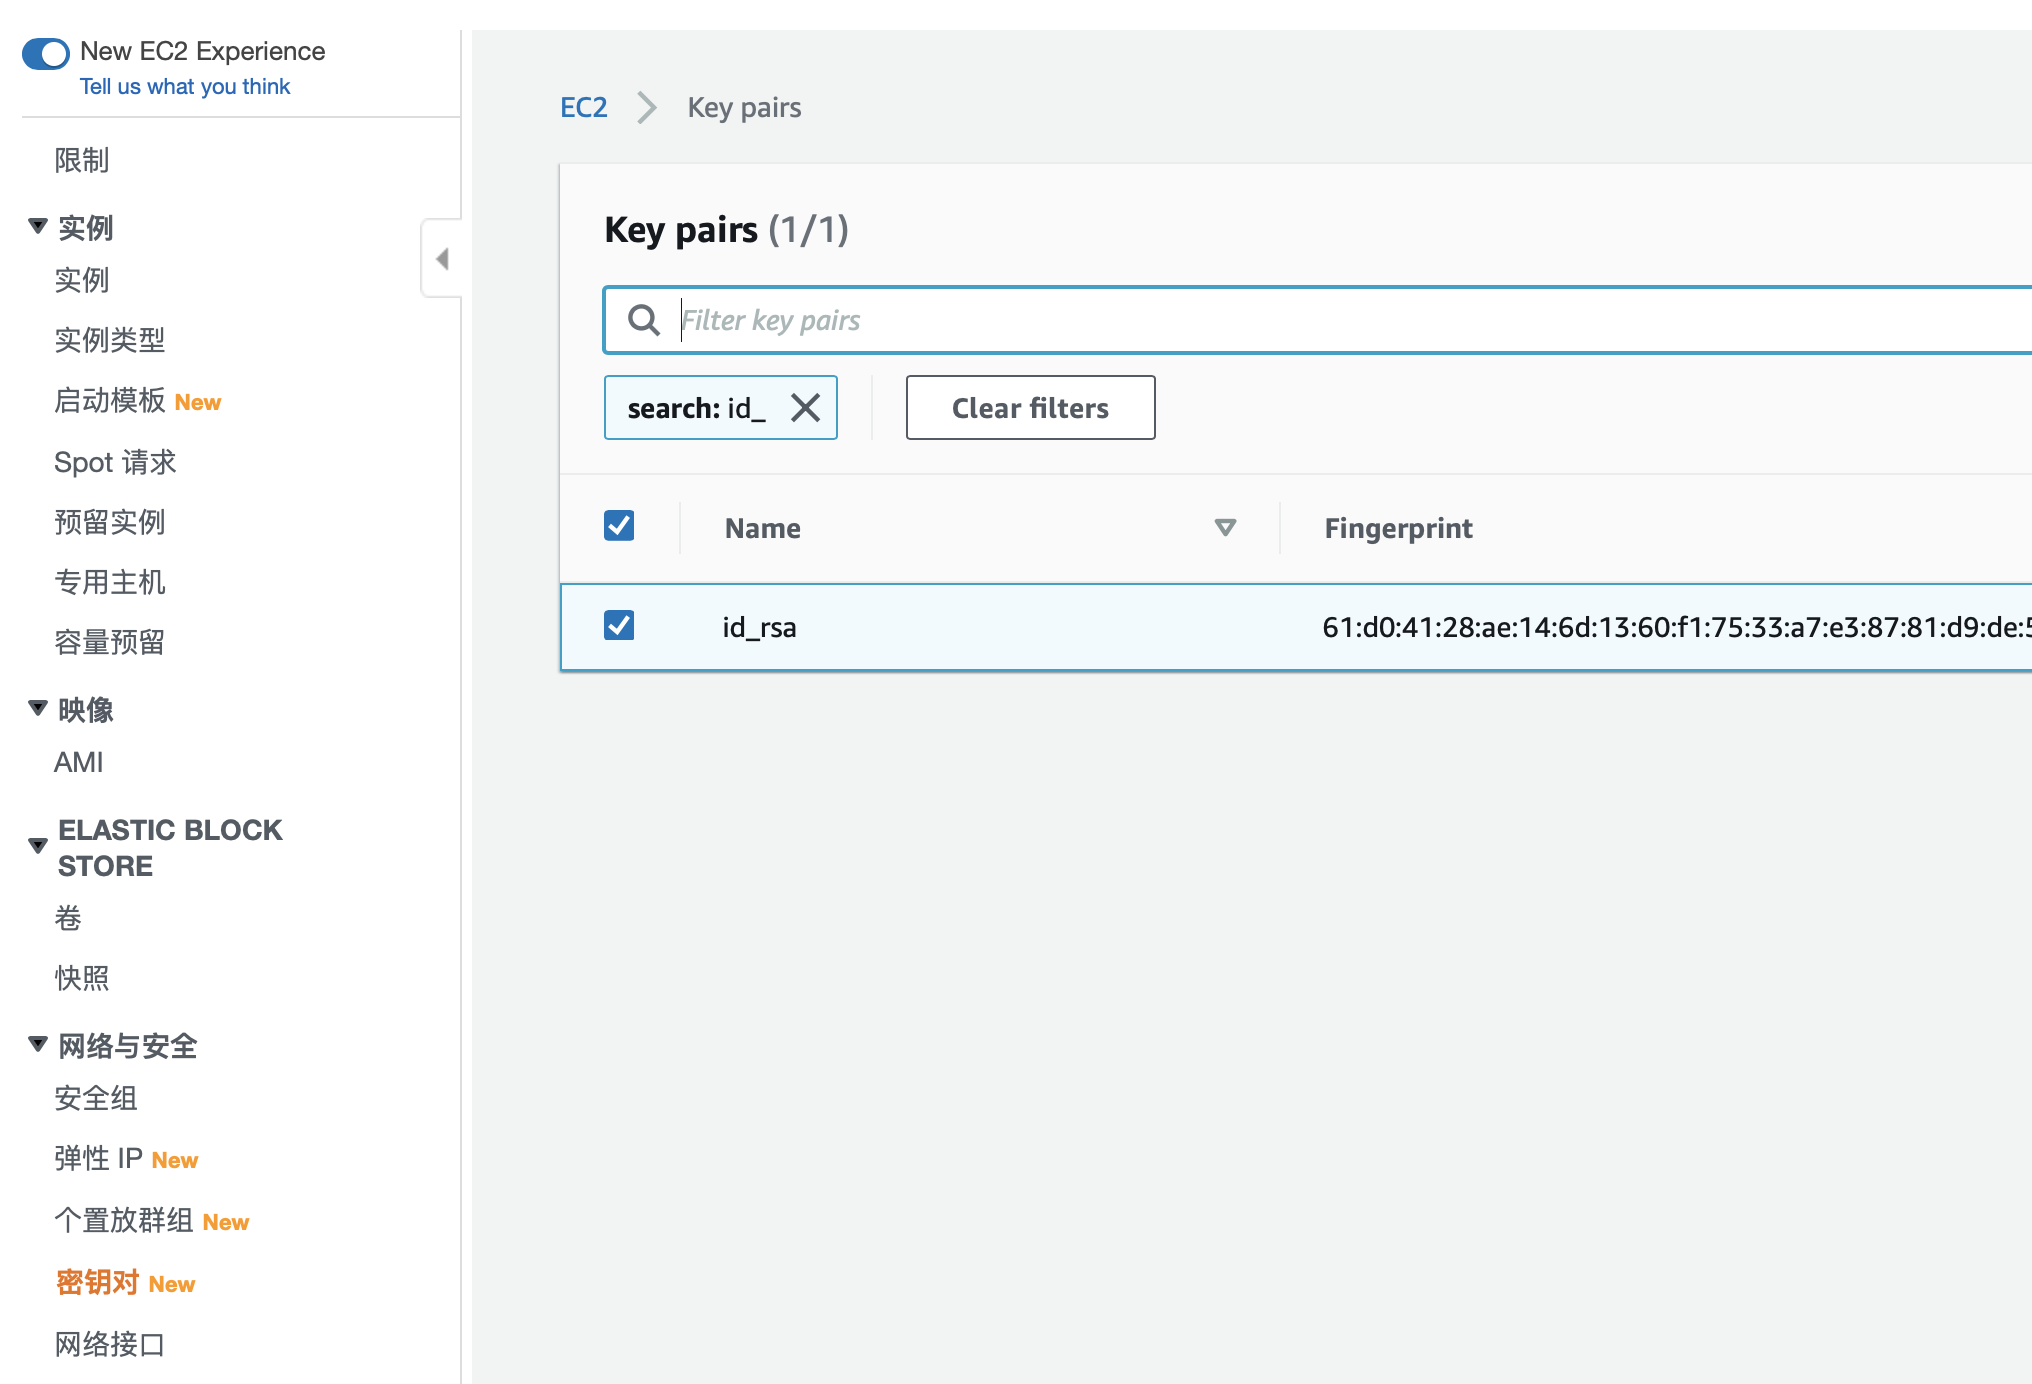 New EC2 Experience
Tell us what you think
限制
实例
实例
实例类型
启动模板 New
Spot 请求
预留实例
专用主机
容量预留
映像
AMI
ELASTIC BLOCK
STORE
卷
快照
网络与安全
安全组
弹性 IP New
个置放群组 New
密钥对 New
网络接口
EC2 Key pairs
Key pairs (1/1)
Filter key pairs
search: id_ Clear filters
Name Fingerprint
id_rsa 61:d0:41:28:ae:14:6d:13:60:f1:75:33:a7:e3:87:81:d9:de:5